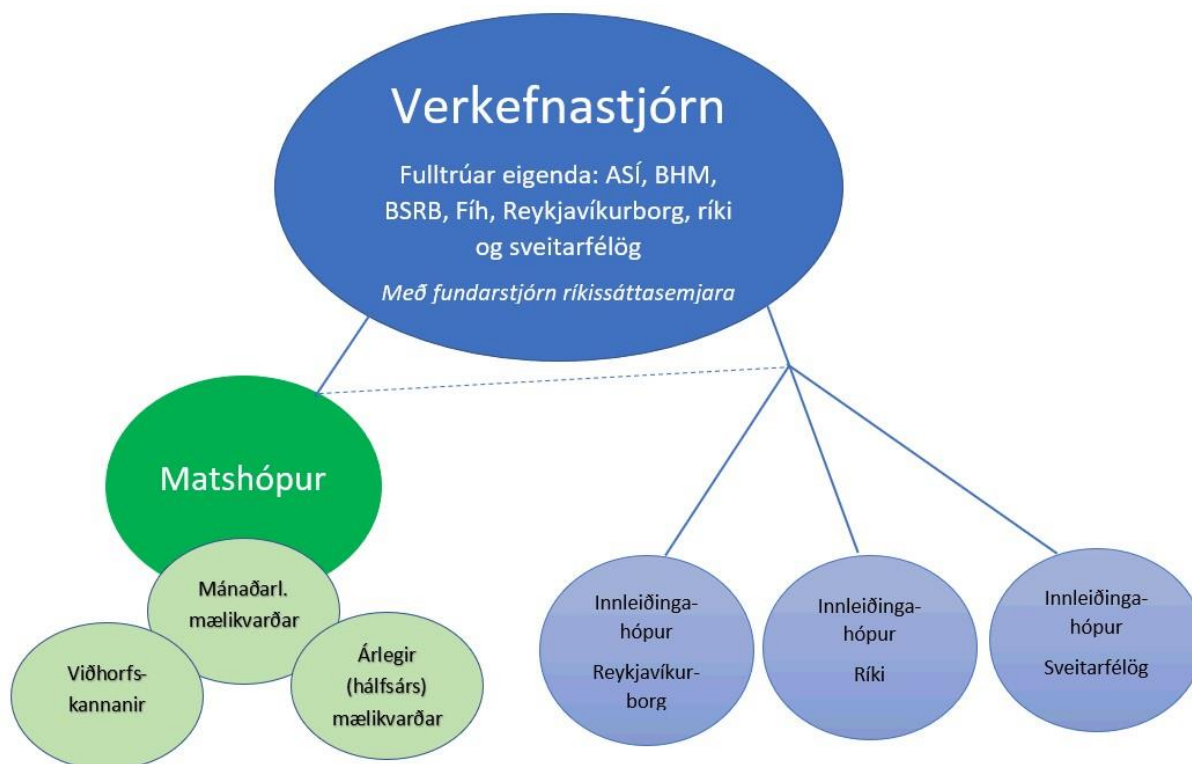 Verkefnastjórn
Fulltrúar eigenda: ASÍ, BHM,
BSRB, Fíh, Reykjavíkurborg, ríki
og sveitarfélög
Með fundarstjórn ríkissáttasemjara
Matshópur
Mánaðarl.
mælikvarðar
Viðhorfs-
kannanir
Árlegir
(hálfsárs)
mælikvarðar
Innleiðinga-
hópur
Reykjavíkur-
borg
Innleiðinga-
hópur
Ríki
Innleiðinga-
hópur
Sveitarfélög